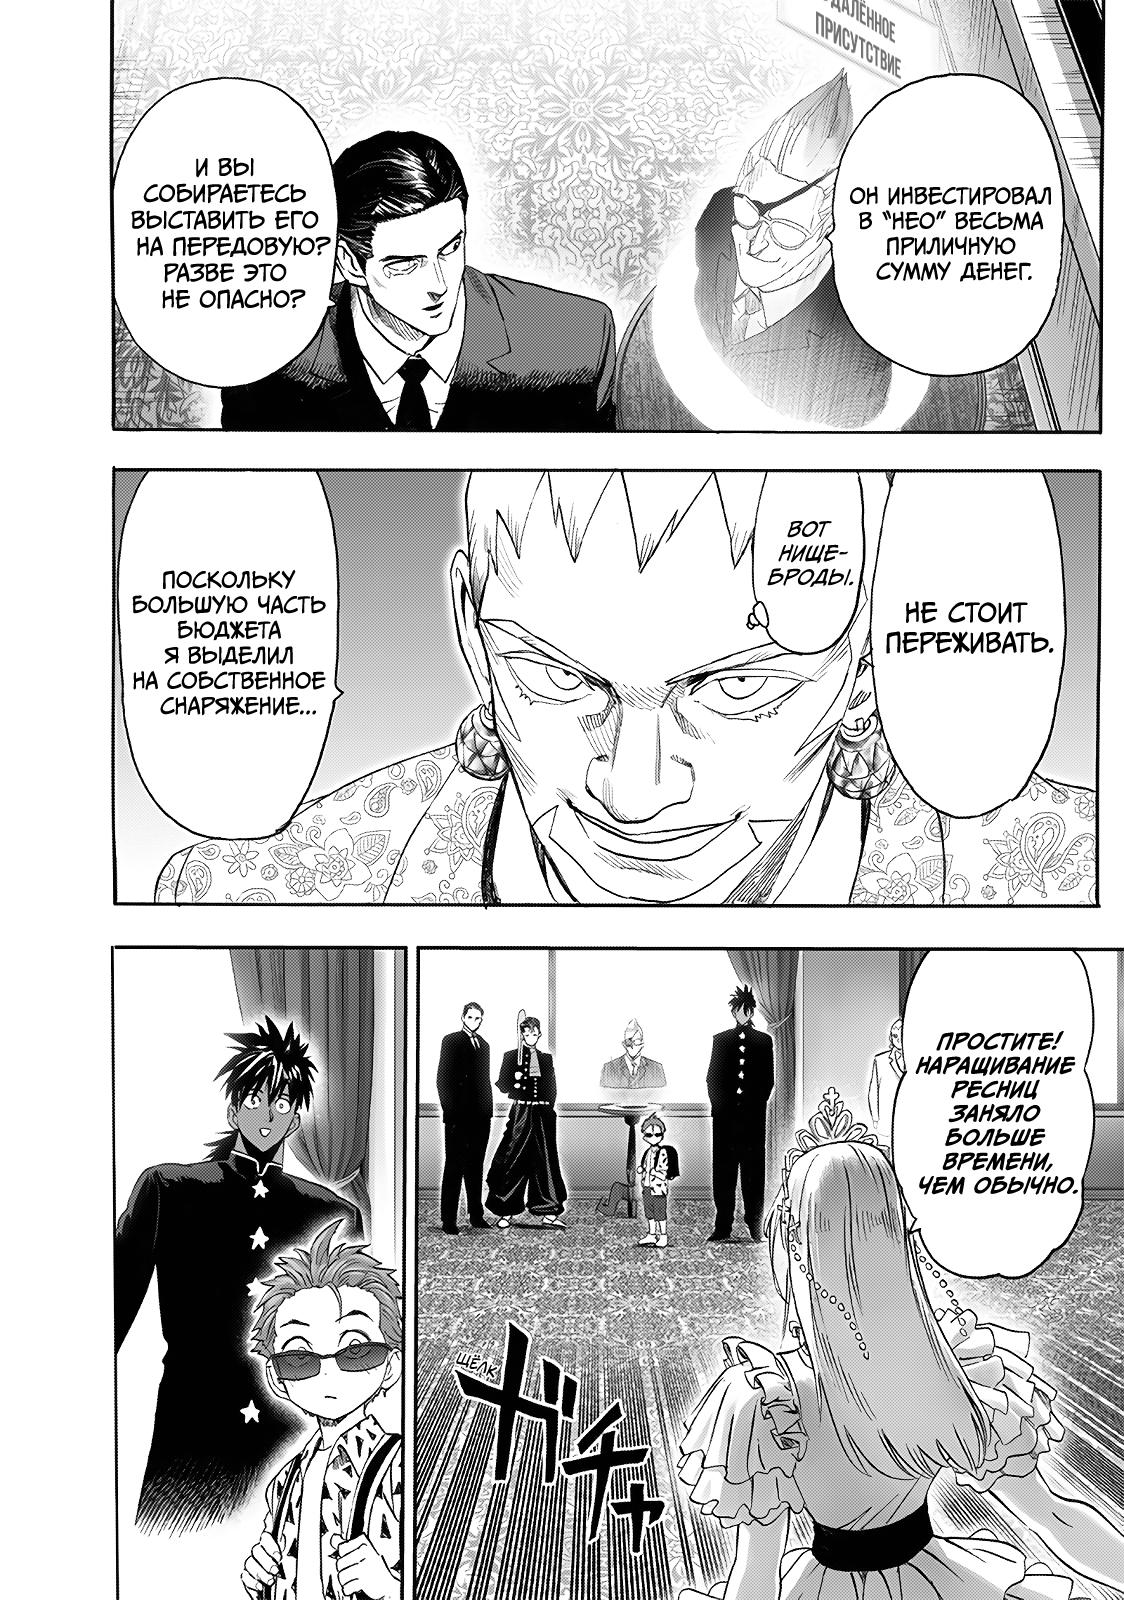 ПРИСУТСТВИЕ
ОН ИНВЕСТИРОВАЛ
В "НЕО" ВЕСЬМА
ПРИЛИЧНУЮ
СУММУ ДЕНЕГ.
И ВЫ
СОБИРАЕТЕСЬ
ВЫСТАВИТЬ ЕГО
НА ПЕРЕДОВУЮ?
РАЗВЕ ЭТО
НЕ ОПАСНО?
НЕ СТОИТ
ПЕРЕЖИВАТЬ.
ВОТ
НИЩЕ-
БРОДЫ.
ПОСКОЛЬКУ
БОЛЬШУЮ ЧАСТЬ
БЮДЖЕТА
Я ВЫДЕЛИЛ
НА СОБСТВЕННОЕ
СНАРЯЖЕНИЕ...
ПРОСТИТЕ!
НАРАЩИВАНИЕ
РЕСНИЦ
ЗАНЯЛО
БОЛЬШЕ
ВРЕМЕНИ,
ЧЕМ ОБЫЧНО.
ЩЁЛК
ガチャ